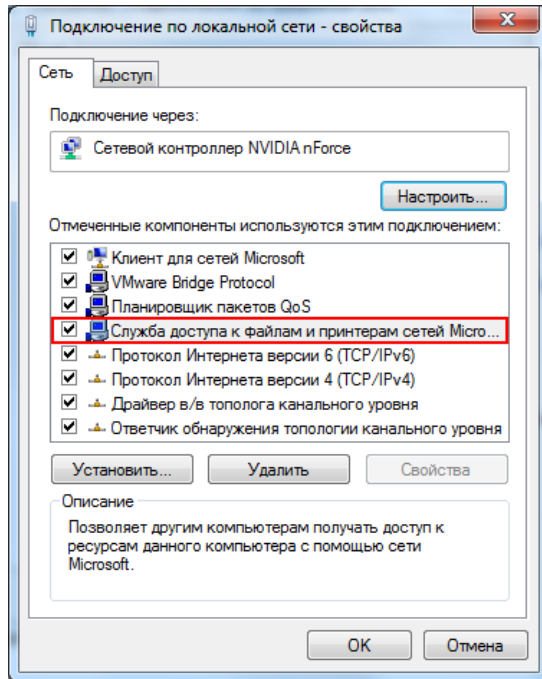 Подключение по локальной сети - свойства
Сеть
Доступ
Подключение через:
Сетевой контроллер NVIDIA nForce
Настроить...
Отмеченные компоненты используются этим подключением:
Клиент для сетей Microsoft
VMware Bridge Protocol
Планировщик пакетов QoS
Служба доступа к файлам и принтерам сетей Micro...
Протокол Интернета версии 6 (TCP/IPv6)
Протокол Интернета версии 4 (TCP/IPv4)
Драйвер в/в тополога канального уровня
Ответчик обнаружения топологии канального уровня
Установить...
Удалить
Свойства
Описание
Позволяет другим компьютерам получать доступ к
ресурсам данного компьютера с помощью сети
Microsoft.
OK
Отмена